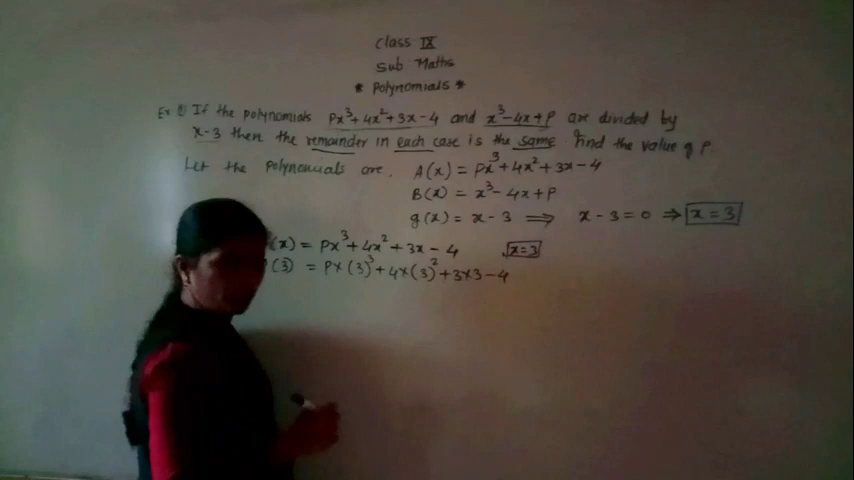 Class IX
Sub Maths
* Polynomials *
Ex ① If the polynomials px³+4x²+3x-4 and x³-4x+p are divided by
x-3 then the remainder in each case is the same find the value of p.
Let the Polynomials are. A(x) = px³+4x²+3x-4
B(x) = x³-4x+p
g(x) = x-3 ⟹ x-3=0 ⇒ x=3
(x) = px³+4x²+3x-4 x=3
(3) = p×(3)³+4×(3)²+3×3-4